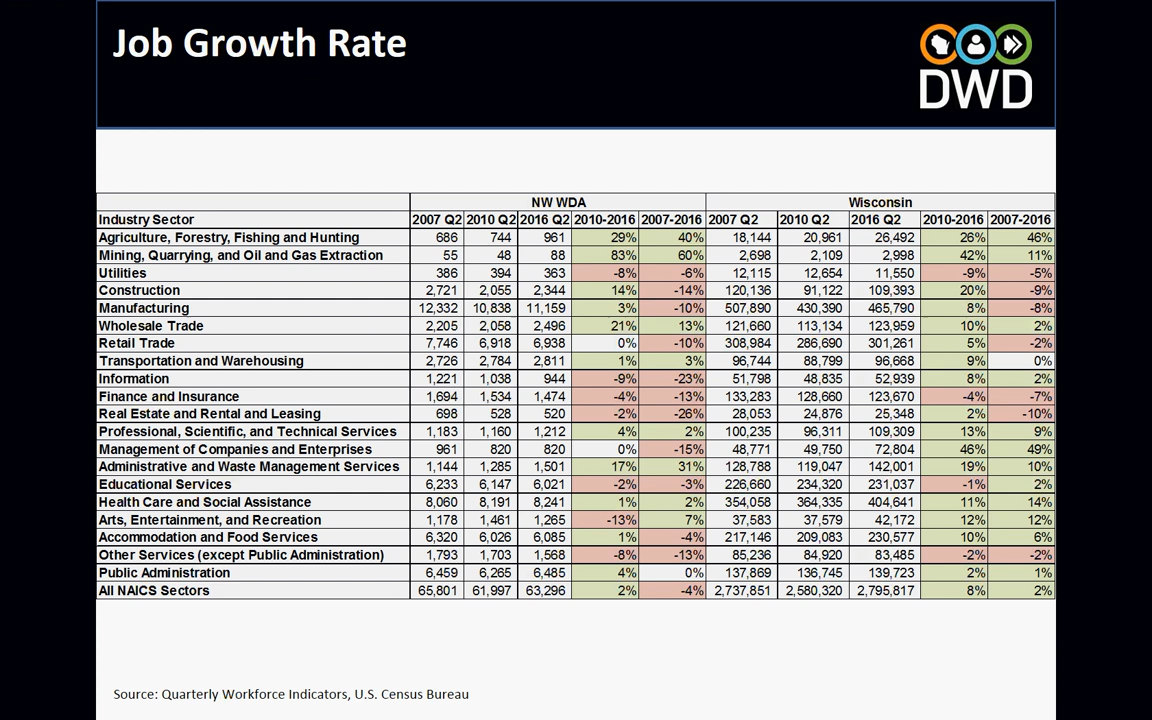 Job Growth Rate
DWD
NW WDA Wisconsin
Industry Sector 2007 Q2 2010 Q2 2016 Q2 2010-2016 2007-2016 2007 Q2 2010 Q2 2016 Q2 2010-2016 2007-2016
Agriculture, Forestry, Fishing and Hunting 686 744 961 29% 40% 18,144 20,961 26,492 26% 46%
Mining, Quarrying, and Oil and Gas Extraction 55 48 88 83% 60% 2,698 2,109 2,998 42% 11%
Utilities 386 394 363 -8% -6% 12,115 12,654 11,550 -9% -5%
Construction 2,721 2,055 2,344 14% -14% 120,136 91,122 109,393 20% -9%
Manufacturing 12,332 10,838 11,159 3% -10% 507,890 430,390 465,790 8% -8%
Wholesale Trade 2,205 2,058 2,496 21% 13% 121,660 113,134 123,959 10% 2%
Retail Trade 7,746 6,918 6,938 0% -10% 308,984 286,690 301,261 5% -2%
Transportation and Warehousing 2,726 2,784 2,811 1% 3% 96,744 88,799 96,668 9% 0%
Information 1,221 1,038 944 -9% -23% 51,798 48,835 52,939 8% 2%
Finance and Insurance 1,694 1,534 1,474 -4% -13% 133,283 128,660 123,670 -4% -7%
Real Estate and Rental and Leasing 698 528 520 -2% -26% 28,053 24,876 25,348 2% -10%
Professional, Scientific, and Technical Services 1,183 1,160 1,212 4% 2% 100,235 96,311 109,309 13% 9%
Management of Companies and Enterprises 961 820 820 0% -15% 48,771 49,750 72,804 46% 49%
Administrative and Waste Management Services 1,144 1,285 1,501 17% 31% 128,788 119,047 142,001 19% 10%
Educational Services 6,233 6,147 6,021 -2% -3% 226,660 234,320 231,037 -1% 2%
Health Care and Social Assistance 8,060 8,191 8,241 1% 2% 354,058 364,335 404,641 11% 14%
Arts, Entertainment, and Recreation 1,178 1,461 1,265 -13% 7% 37,583 37,579 42,172 12% 12%
Accommodation and Food Services 6,320 6,026 6,085 1% -4% 217,146 209,083 230,577 10% 6%
Other Services (except Public Administration) 1,793 1,703 1,568 -8% -13% 85,236 84,920 83,485 -2% -2%
Public Administration 6,459 6,265 6,485 4% 0% 137,869 136,745 139,723 2% 1%
All NAICS Sectors 65,801 61,997 63,296 2% -4% 2,737,851 2,580,320 2,795,817 8% 2%
Source: Quarterly Workforce Indicators, U.S. Census Bureau